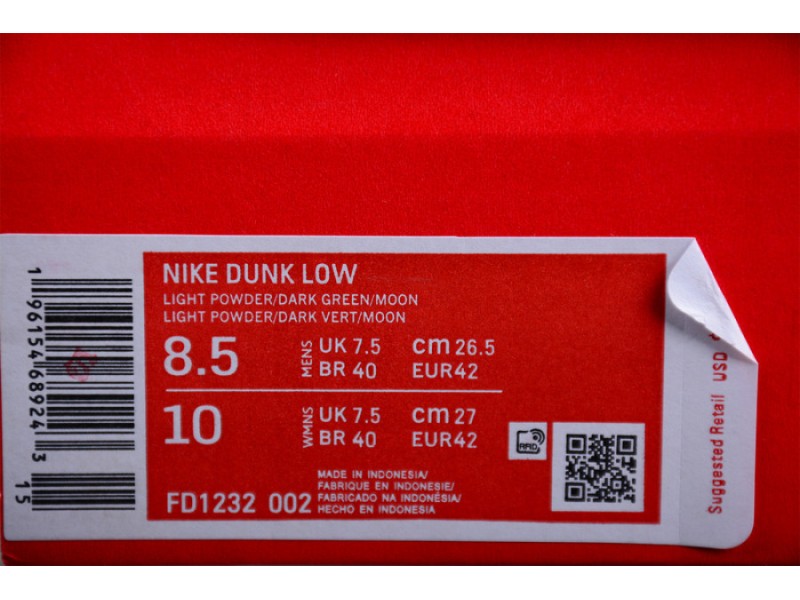 NIKE DUNK LOW
LIGHT POWDER/DARK GREEN/MOON
LIGHT POWDER/DARK VERT/MOON
8.5 MENS UK 7.5 cm 26.5
BR 40 EUR42
10 WMNS UK 7.5 cm 27
BR 40 EUR42
RFID
MADE IN INDONESIA/
FABRIQUE EN INDONESIE/
FABRICADO NA INDONÉSIA/
HECHO EN INDONESIA
FD1232 002
1 96154 68924 3
15
Suggested Retail USD